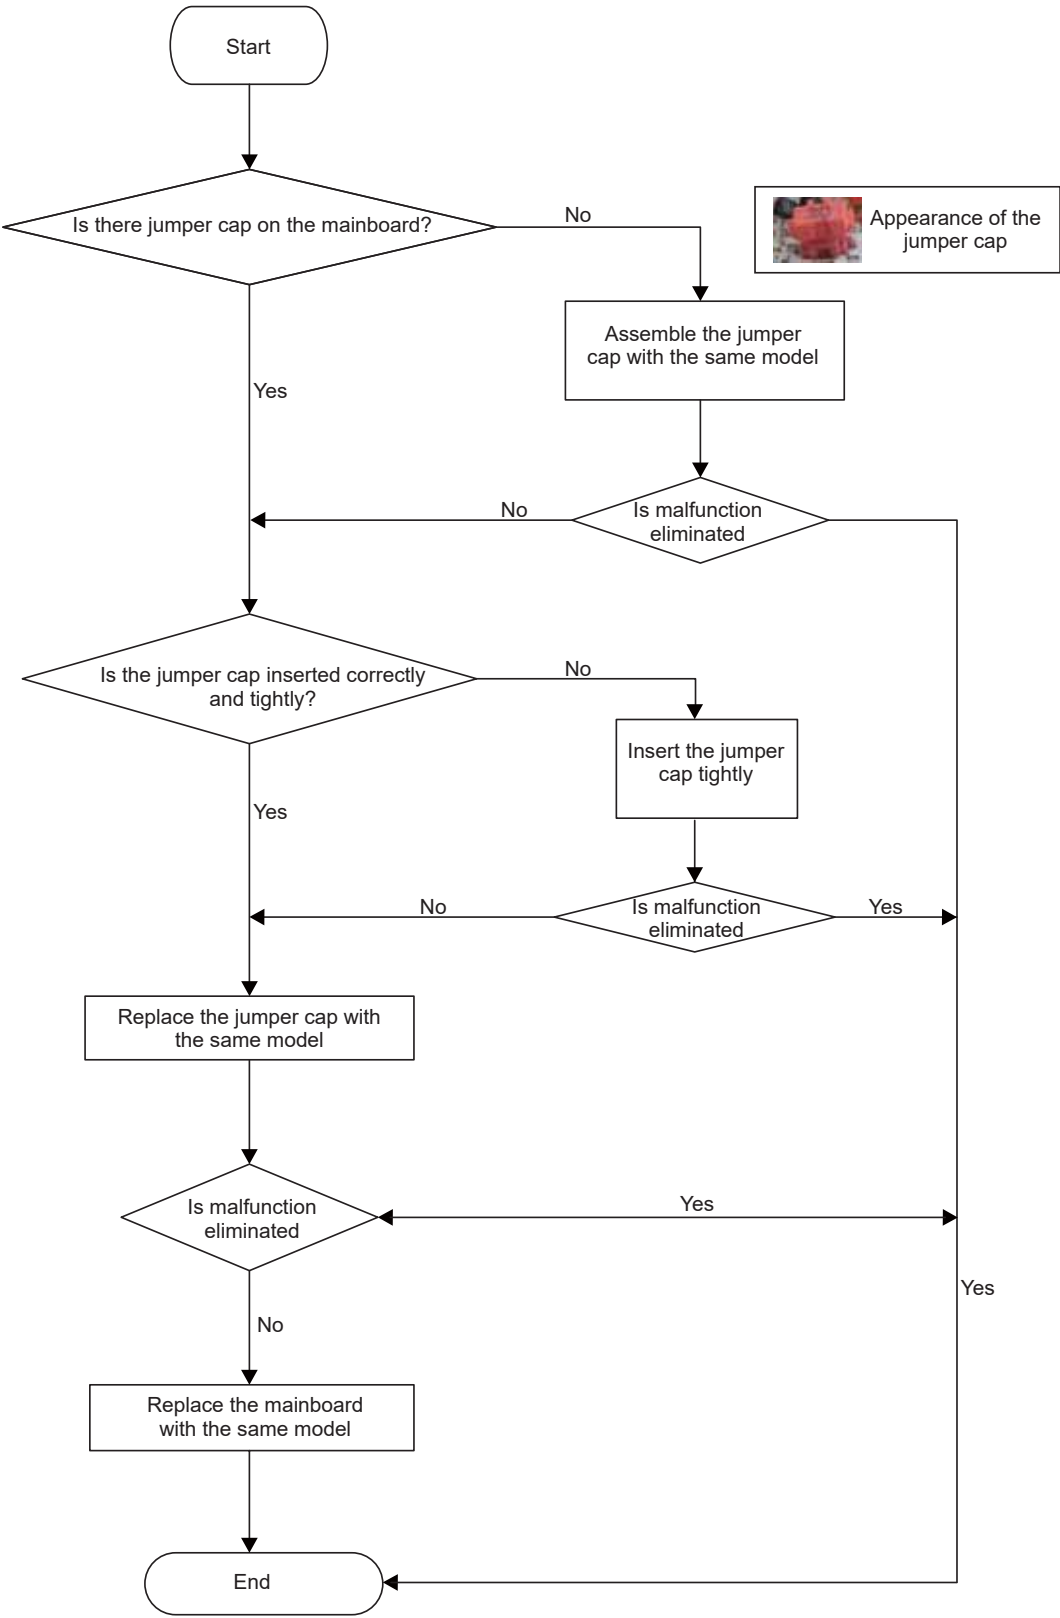 Start
Is there jumper cap on the mainboard?
No
Appearance of the
jumper cap
Assemble the jumper
cap with the same model
Yes
No
Is malfunction
eliminated
Is the jumper cap inserted correctly
and tightly?
No
Insert the jumper
cap tightly
Yes
No
Is malfunction
eliminated
Yes
Replace the jumper cap with
the same model
Is malfunction
eliminated
Yes
Yes
No
Replace the mainboard
with the same model
End